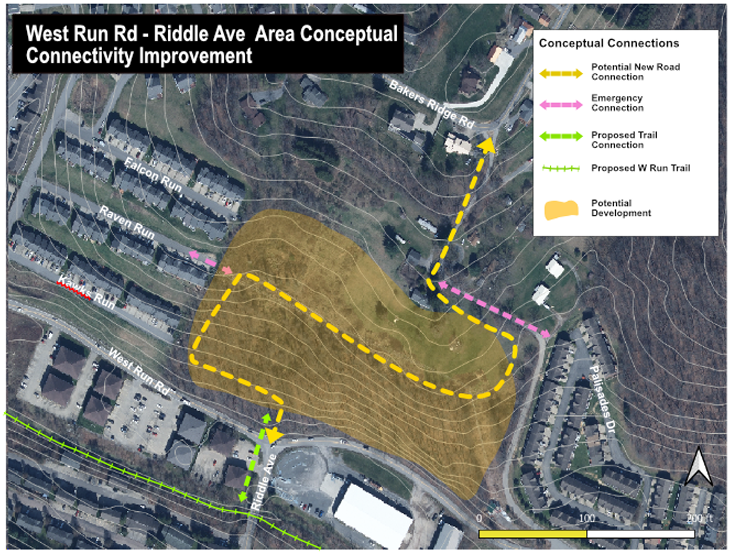 West Run Rd - Riddle Ave Area Conceptual
Connectivity Improvement
Conceptual Connections
Potential New Road
Connection
Emergency
Connection
Proposed Trail
Connection
Proposed W Run Trail
Potential
Development
Bakers Ridge Rd
Falcon Run
Raven Run
Kawks Run
West Run Rd
Palisades Dr
Riddle Ave
0 100 200 ft